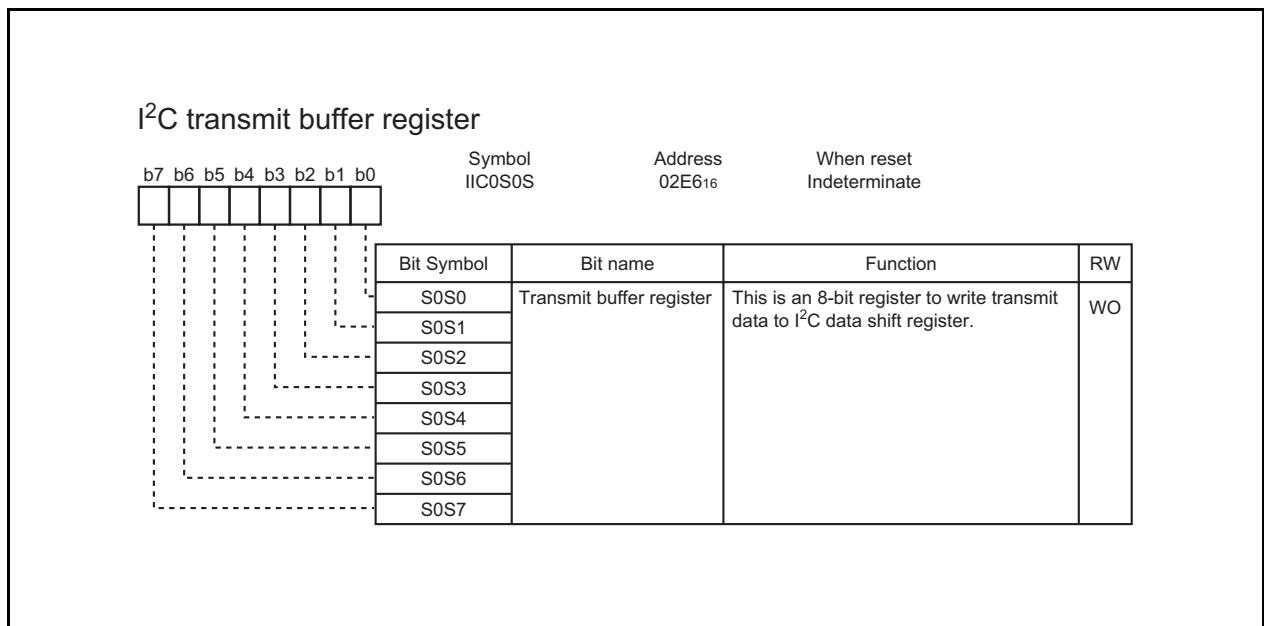 I²C transmit buffer register
Symbol Address When reset
b7 b6 b5 b4 b3 b2 b1 b0
IIC0S0S 02E6₁₆ Indeterminate
Bit Symbol Bit name Function RW
S0S0 Transmit buffer register This is an 8-bit register to write transmit WO
data to I²C data shift register.
S0S1
S0S2
S0S3
S0S4
S0S5
S0S6
S0S7